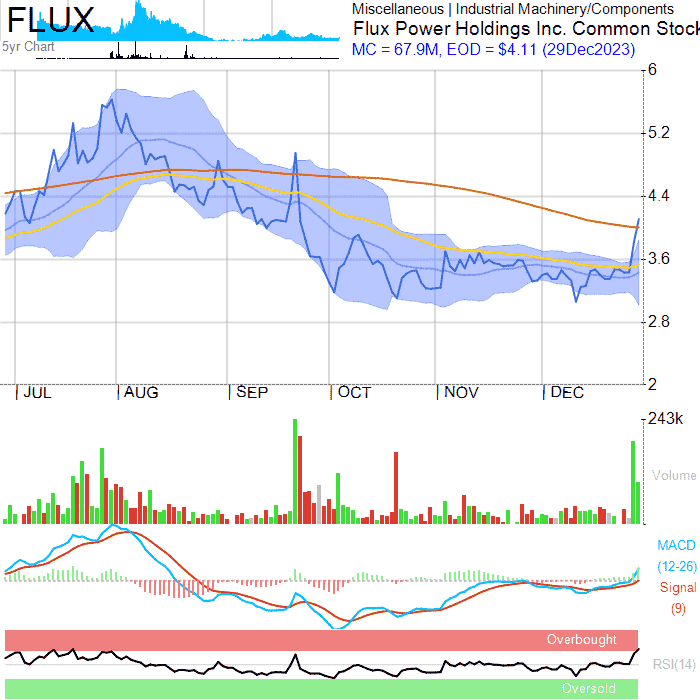 FLUX
5yr Chart
Miscellaneous | Industrial Machinery/Components
Flux Power Holdings Inc. Common Stoc
MC = 67.9M, EOD = $4.11 (29Dec2023)
6
5.2
4.4
3.6
2.8
2
JUL AUG SEP OCT NOV DEC
243k
Volume
MACD
(12-26)
Signal
(9)
Overbought
RSI(14)
Oversold